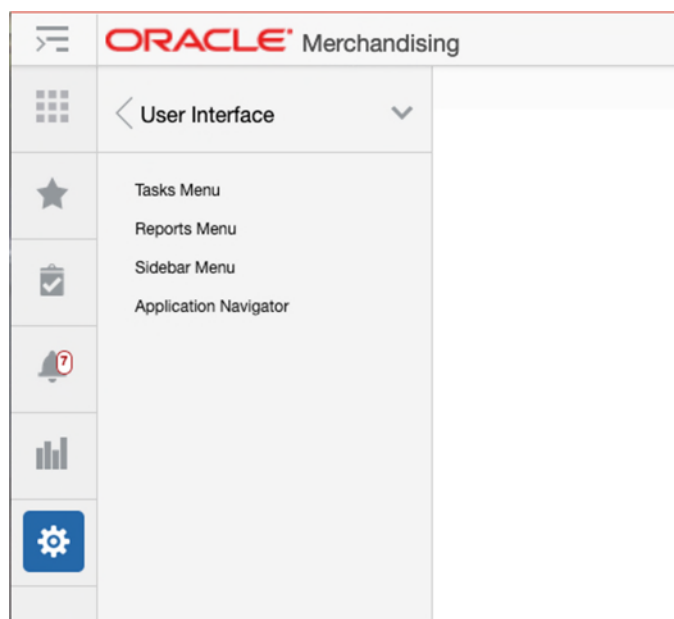 ORACLE® Merchandising
User Interface
Tasks Menu
Reports Menu
Sidebar Menu
Application Navigator
7